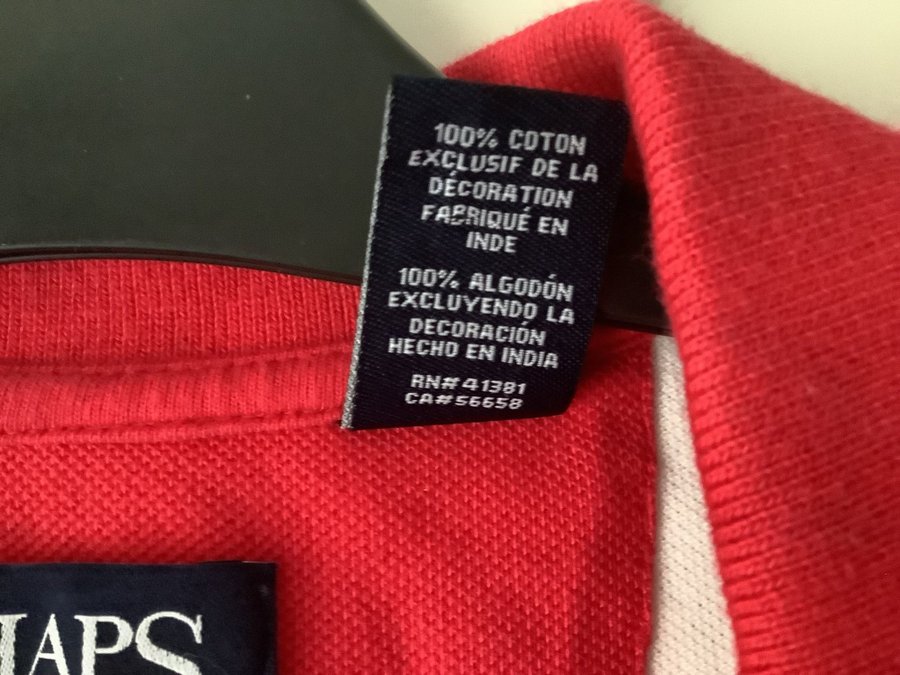 100% COTON
EXCLUSIF DE LA
DÉCORATION
FABRIQUÉ EN
INDE
100% ALGODÓN
EXCLUYENDO LA
DECORACIÓN
HECHO EN INDIA
RN#41381
CA#56658
HAPS